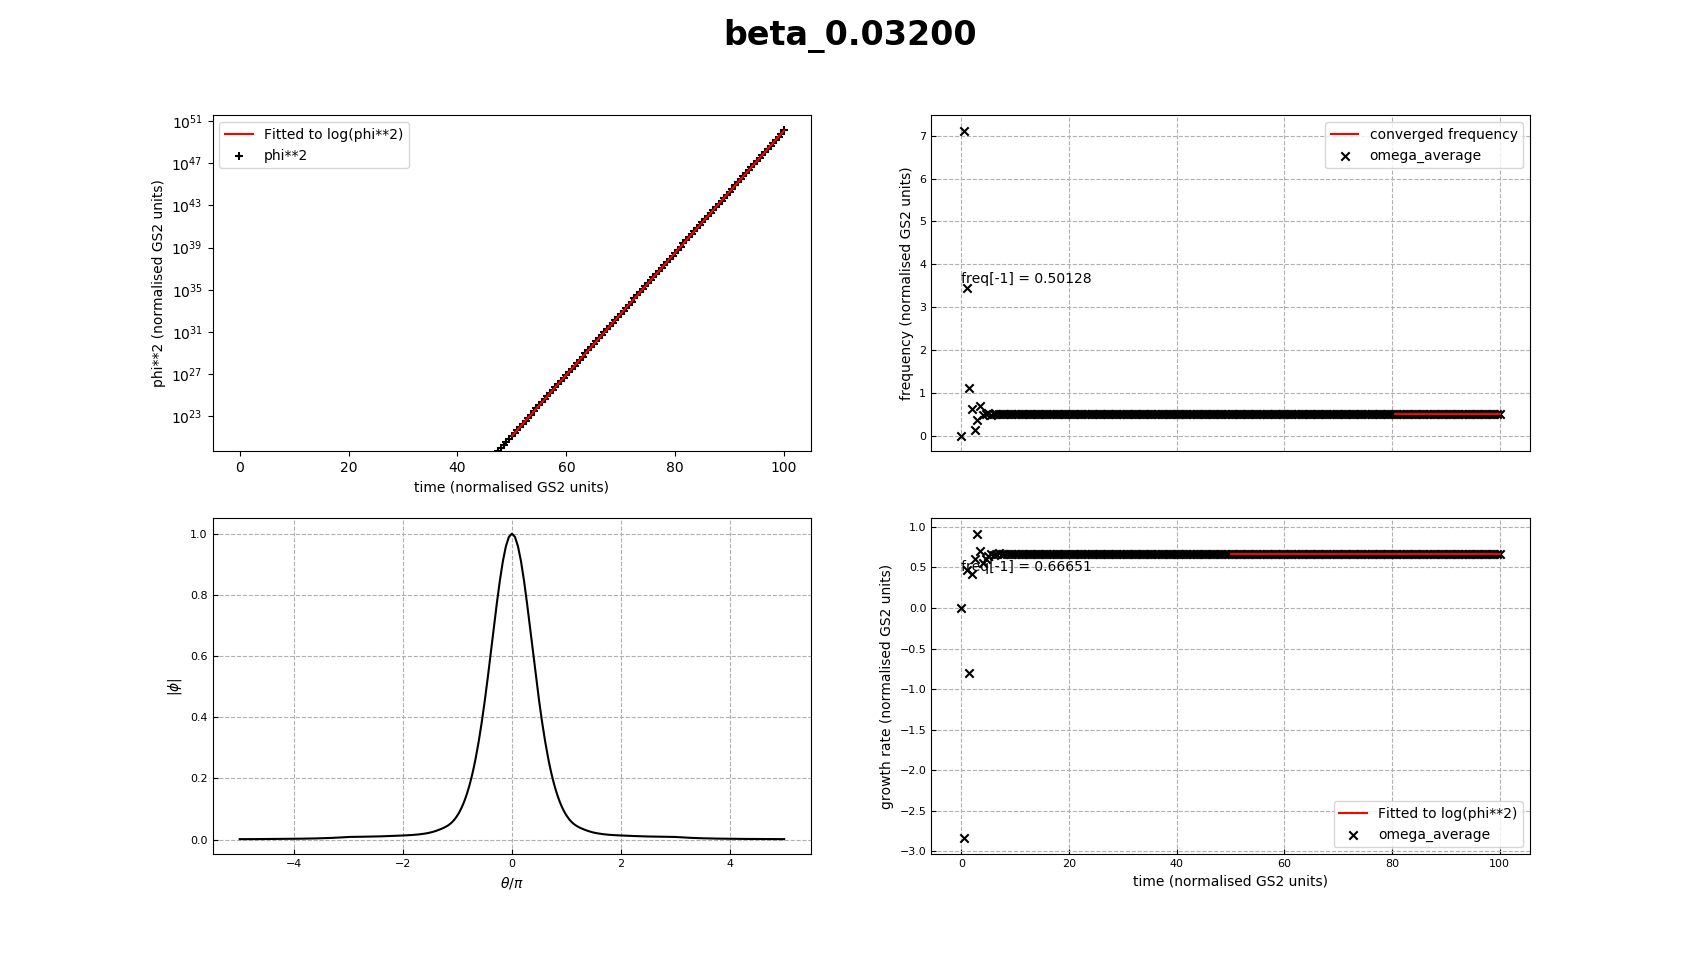 beta_0.03200
10^51
10^47
10^43
10^39
10^35
10^31
10^27
10^23
phi**2 (normalised GS2 units)
Fitted to log(phi**2)
phi**2
0 20 40 60 80 100
time (normalised GS2 units)
7
6
5
4
3
2
1
0
frequency (normalised GS2 units)
converged frequency
omega_average
freq[-1] = 0.50128
1.0
0.8
0.6
0.4
0.2
0.0
|ϕ|
−4 −2 0 2 4
θ/π
1.0
0.5
0.0
−0.5
−1.0
−1.5
−2.0
−2.5
−3.0
growth rate (normalised GS2 units)
freq[-1] = 0.66651
Fitted to log(phi**2)
omega_average
0 20 40 60 80 100
time (normalised GS2 units)